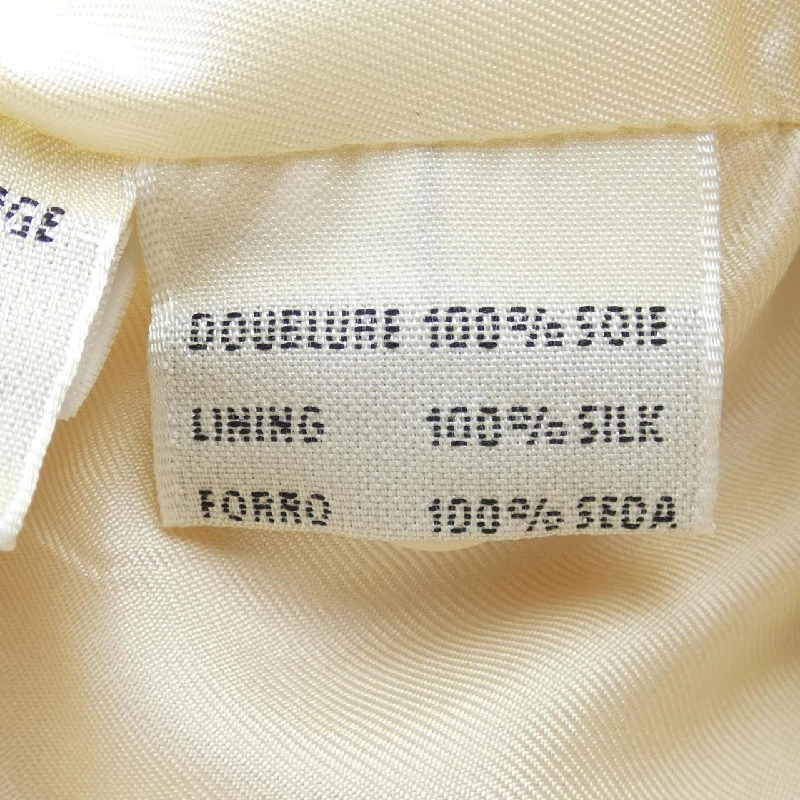 DOUBLURE 100% SOIE
LINING 100% SILK
FORRO 100% SEDA